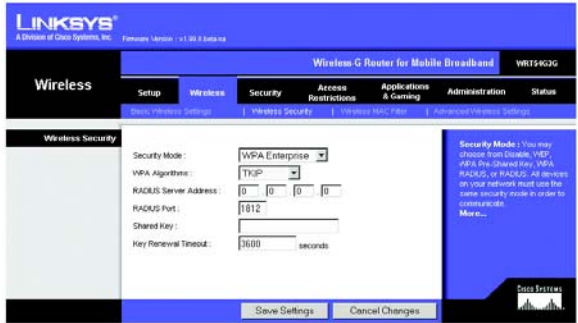 LINKSYS®
A Division of Cisco Systems, Inc.
Firmware Version : v1.99.8
Wireless-G Router for Mobile Broadband WRT54G3G
Wireless
Setup Wireless Security Access Restrictions Applications & Gaming Administration Status
Basic Wireless Settings | Wireless Security | Wireless MAC Filter | Advanced Wireless Settings
Wireless Security
Security Mode : WPA Enterprise
WPA Algorithms : TKIP
RADIUS Server Address : 0 . 0 . 0 . 0
RADIUS Port : 1812
Shared Key :
Key Renewal Timeout : 3600 seconds
Security Mode : You may
choose from Disable, WEP,
WPA Pre-Shared Key, WPA
RADIUS, or RADIUS. All devices
on your network must use the
same security mode in order to
communicate.
More...
Save Settings Cancel Changes
CISCO SYSTEMS